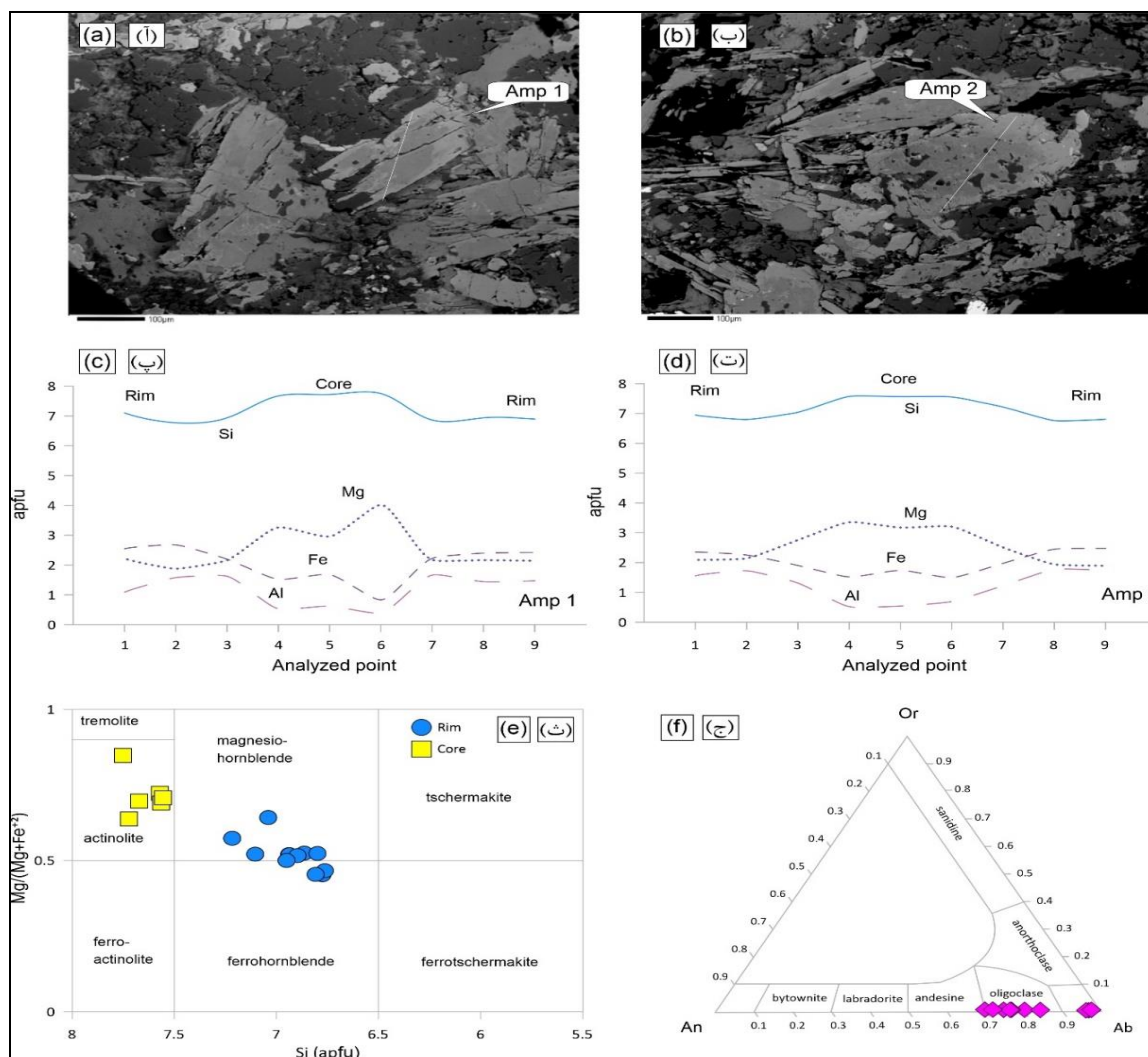 (a) (آ)
Amp 1
100µm
(b) (ب)
Amp 2
100µm
(c) (پ)
8
7
6
5
4
3
2
1
0
apfu
Rim
Core
Rim
Si
Mg
Fe
Al
Amp 1
1 2 3 4 5 6 7 8 9
Analyzed point
(d) (ت)
8
7
6
5
4
3
2
1
0
apfu
Rim
Core
Rim
Si
Mg
Fe
Al
Amp
1 2 3 4 5 6 7 8 9
Analyzed point
(e) (ث)
1
0.5
0
Mg/(Mg+Fe⁺²)
tremolite
magnesio-
hornblende
Rim
Core
tschermakite
actinolite
ferro-
actinolite
ferrohornblende
ferrotschermakite
8 7.5 7 6.5 6 5.5
Si (apfu)
(f) (ج)
Or
0.1
0.2
0.3
0.4
0.5
0.6
0.7
0.8
0.9
0.9
0.8
0.7
0.6
0.5
0.4
0.3
0.2
0.1
sanidine
anorthoclase
bytownite labradorite andesine oligoclase
An
0.1 0.2 0.3 0.4 0.5 0.6 0.7 0.8 0.9
Ab